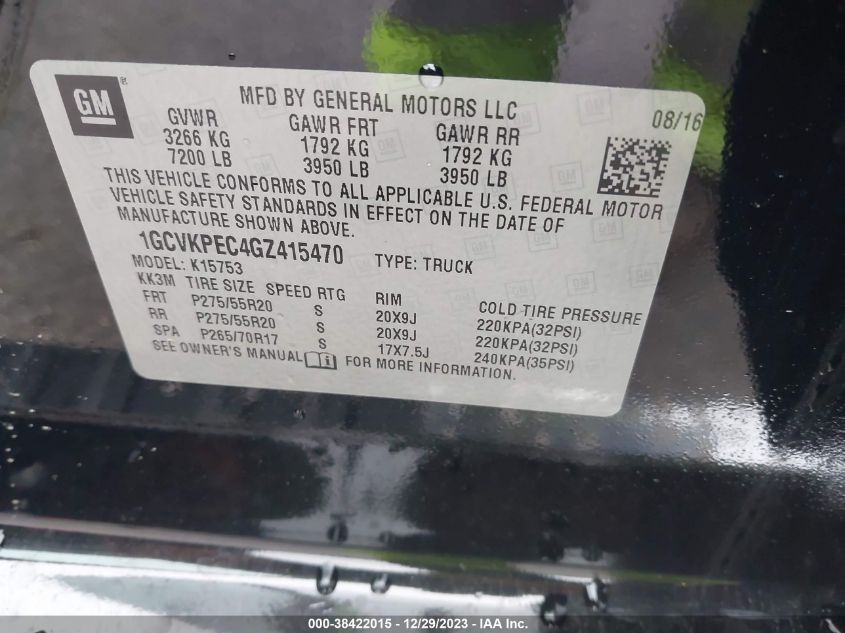 GM ®
MFD BY GENERAL MOTORS LLC
08/16
GVWR GAWR FRT GAWR RR
3266 KG 1792 KG 1792 KG
7200 LB 3950 LB 3950 LB
THIS VEHICLE CONFORMS TO ALL APPLICABLE U.S. FEDERAL MOTOR
VEHICLE SAFETY STANDARDS IN EFFECT ON THE DATE OF
MANUFACTURE SHOWN ABOVE.
1GCVKPEC4GZ415470 TYPE: TRUCK
MODEL: K15753
KK3M TIRE SIZE SPEED RTG RIM COLD TIRE PRESSURE
FRT P275/55R20 S 20X9J 220KPA(32PSI)
RR P275/55R20 S 20X9J 220KPA(32PSI)
SPA P265/70R17 S 17X7.5J 240KPA(35PSI)
SEE OWNER'S MANUAL FOR MORE INFORMATION.
000-38422015 - 12/29/2023 - IAA Inc.